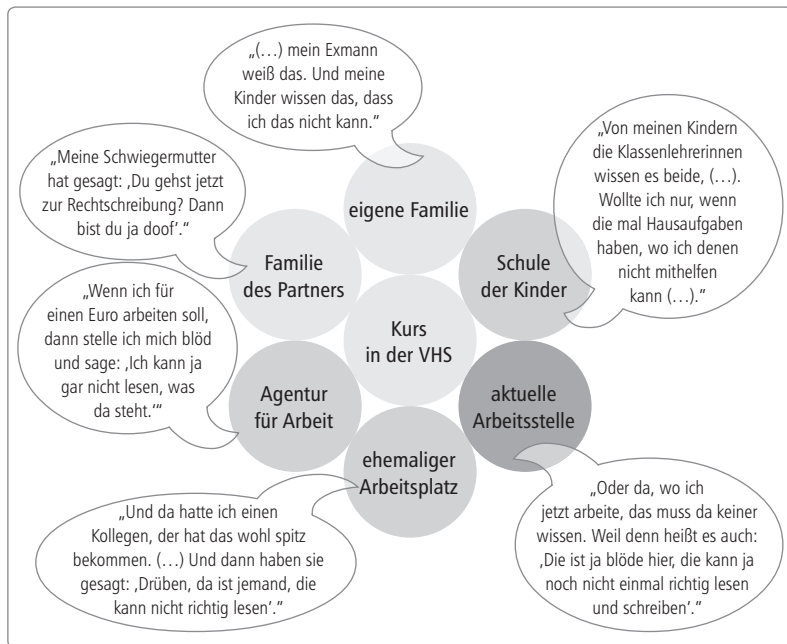 „(…) mein Exmann
weiß das. Und meine
Kinder wissen das, dass
ich das nicht kann.“
„Meine Schwiegermutter
hat gesagt: ‚Du gehst jetzt
zur Rechtschreibung? Dann
bist du ja doof‘.“
„Von meinen Kindern
die Klassenlehrerinnen
wissen es beide, (…).
Wollte ich nur, wenn
die mal Hausaufgaben
haben, wo ich denen
nicht mithelfen
kann (…).“
eigene Familie
Familie
des Partners
Schule
der Kinder
„Wenn ich für
einen Euro arbeiten soll,
dann stelle ich mich blöd
und sage: ‚Ich kann ja
gar nicht lesen, was
da steht.‘“
Kurs
in der VHS
Agentur
für Arbeit
aktuelle
Arbeitsstelle
ehemaliger
Arbeitsplatz
„Und da hatte ich einen
Kollegen, der hat das wohl spitz
bekommen. (…) Und dann haben sie
gesagt: ‚Drüben, da ist jemand, die
kann nicht richtig lesen‘.“
„Oder da, wo ich
jetzt arbeite, das muss da keiner
wissen. Weil denn heißt es auch:
‚Die ist ja blöde hier, die kann ja
noch nicht einmal richtig lesen
und schreiben‘.“